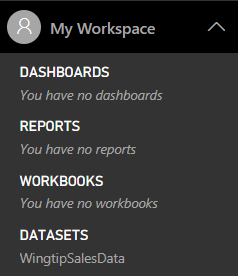 My Workspace
DASHBOARDS
You have no dashboards
REPORTS
You have no reports
WORKBOOKS
You have no workbooks
DATASETS
WingtipSalesData